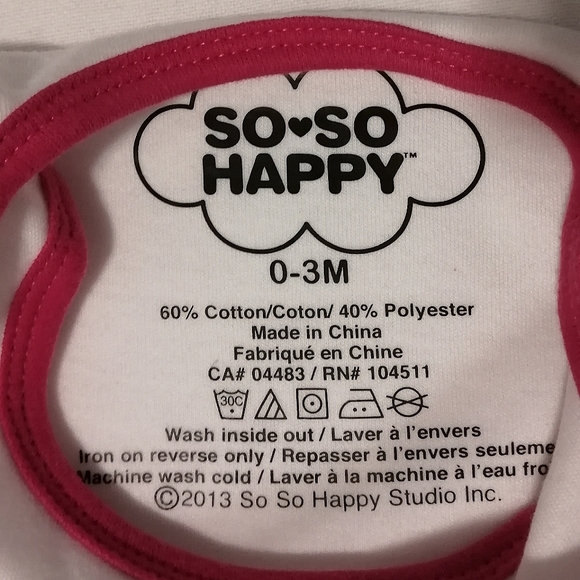 SO♥SO
HAPPY™
0-3M
60% Cotton/Coton/ 40% Polyester
Made in China
Fabriqué en Chine
CA# 04483 / RN# 104511
30C
Wash inside out / Laver à l'envers
Iron on reverse only / Repasser à l'envers seuleme
Machine wash cold / Laver à la machine à l'eau fro
©2013 So So Happy Studio Inc.